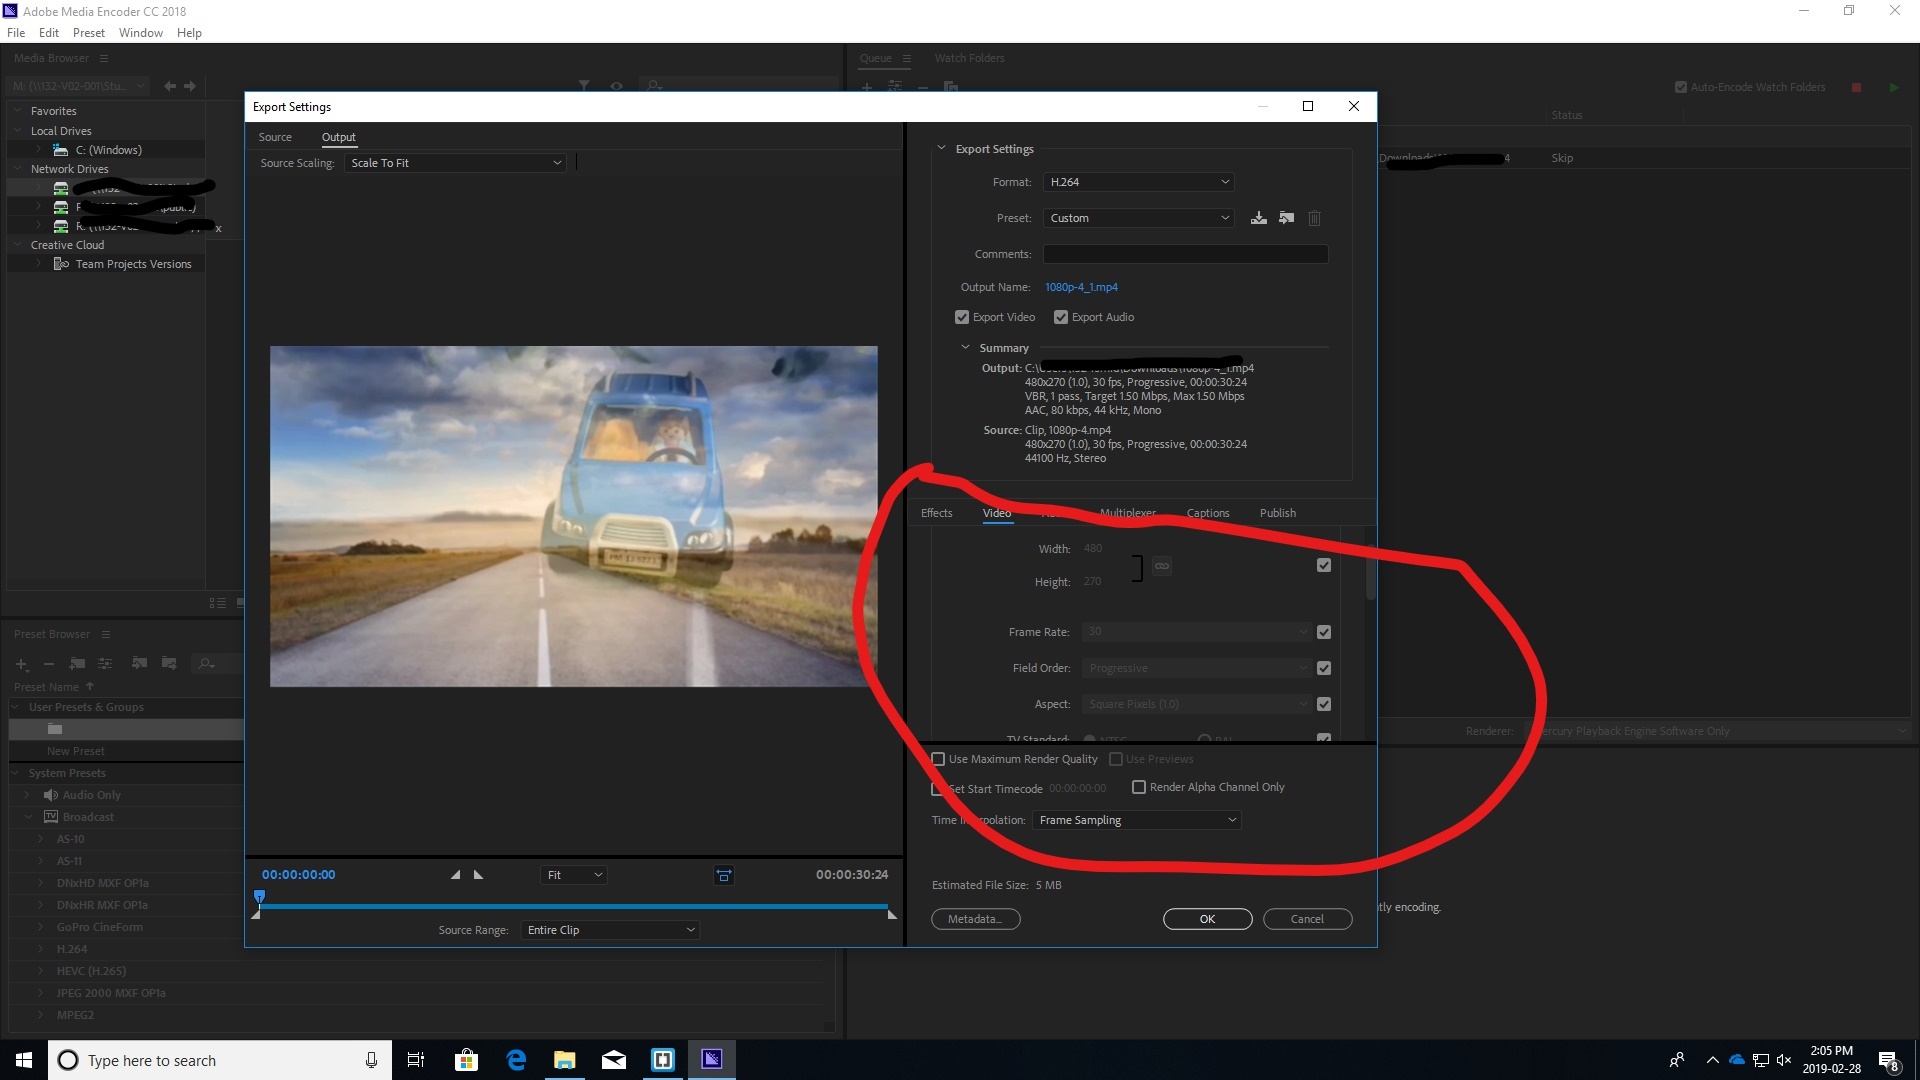 Adobe Media Encoder CC 2018
File Edit Preset Window Help
Media Browser
M: (\\132-V02-001\Stu...
Favorites
Local Drives
C: (Windows)
Network Drives
x
Creative Cloud
Team Projects Versions
Preset Browser
Preset Name
User Presets & Groups
New Preset
System Presets
Audio Only
Broadcast
AS-10
AS-11
DNxHD MXF OP1a
DNxHR MXF OP1a
GoPro CineForm
H.264
HEVC (H.265)
JPEG 2000 MXF OP1a
MPEG2
Queue Watch Folders
Auto-Encode Watch Folders
Status
4 Skip
Renderer: Mercury Playback Engine Software Only
tly encoding.
Export Settings
Source Output
Source Scaling: Scale To Fit
00:00:00:00 Fit 00:00:30:24
Source Range: Entire Clip
Export Settings
Format: H.264
Preset: Custom
Comments:
Output Name: 1080p-4_1.mp4
Export Video Export Audio
Summary
Output: C:\ \Downloads\1080p-4_1.mp4
480x270 (1.0), 30 fps, Progressive, 00:00:30:24
VBR, 1 pass, Target 1.50 Mbps, Max 1.50 Mbps
AAC, 80 kbps, 44 kHz, Mono
Source: Clip, 1080p-4.mp4
480x270 (1.0), 30 fps, Progressive, 00:00:30:24
44100 Hz, Stereo
Effects Video Multiplexer Captions Publish
Width: 480
Height: 270
Frame Rate: 30
Field Order: Progressive
Aspect: Square Pixels (1.0)
TV Standard: NTSC PAL
Use Maximum Render Quality Use Previews
Set Start Timecode 00:00:00:00 Render Alpha Channel Only
Time Interpolation: Frame Sampling
Estimated File Size: 5 MB
Metadata... OK Cancel
Type here to search
2:05 PM
2019-02-28
8